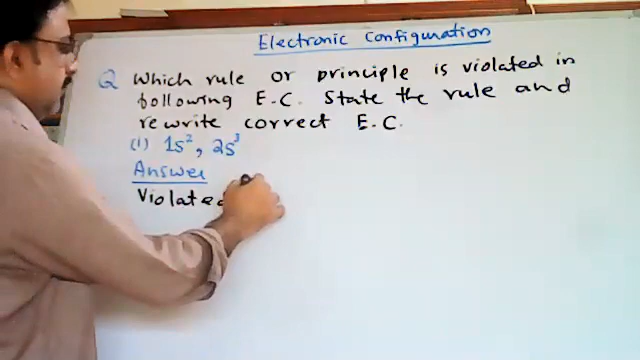 Electronic Configuration
Q Which rule or principle is violated in
following E.C. State the rule and
rewrite correct E.C.
(1) 1s², 2s³
Answer
Violated